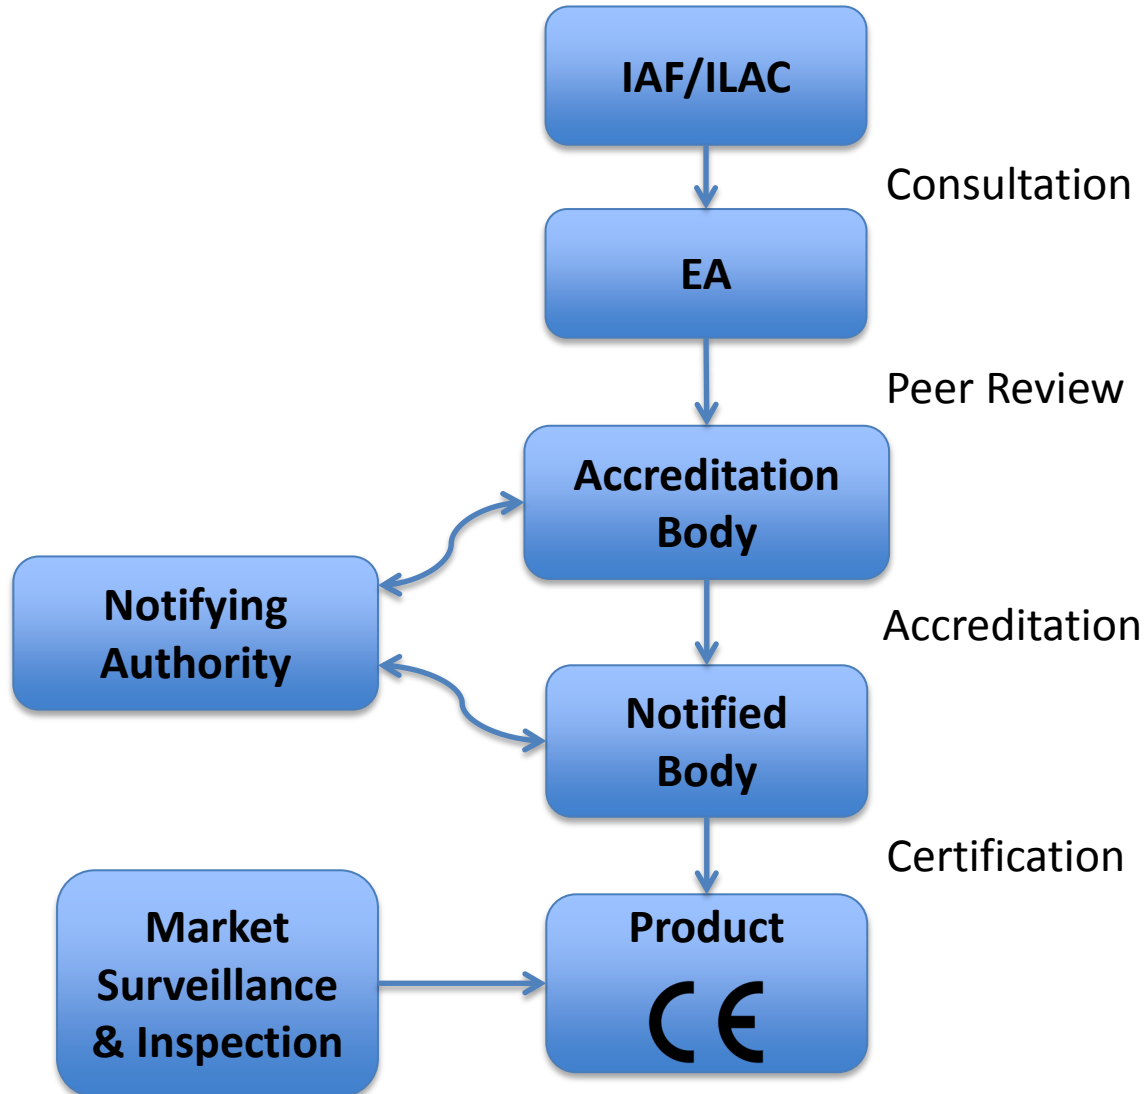 IAF/ILAC
Consultation
EA
Peer Review
Accreditation
Body
Notifying
Authority
Accreditation
Notified
Body
Certification
Market
Surveillance
& Inspection
Product
CE